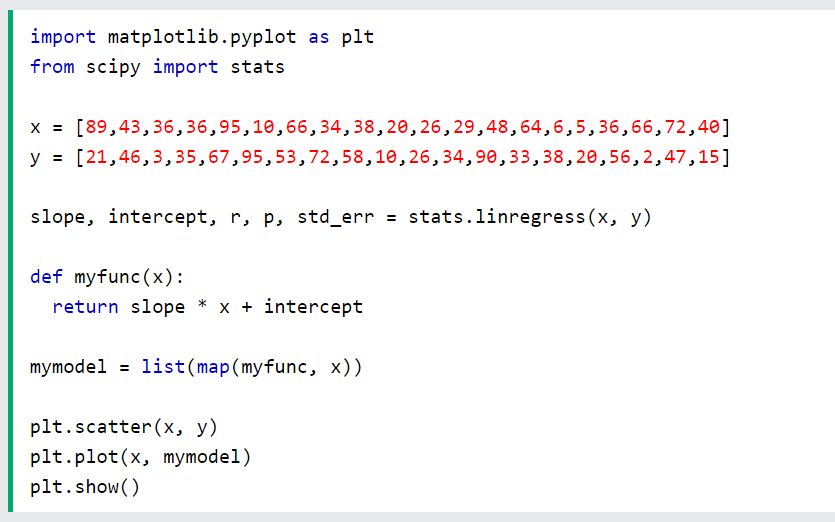 import matplotlib.pyplot as plt
from scipy import stats

x = [89,43,36,36,95,10,66,34,38,20,26,29,48,64,6,5,36,66,72,40]
y = [21,46,3,35,67,95,53,72,58,10,26,34,90,33,38,20,56,2,47,15]

slope, intercept, r, p, std_err = stats.linregress(x, y)

def myfunc(x):
  return slope * x + intercept

mymodel = list(map(myfunc, x))

plt.scatter(x, y)
plt.plot(x, mymodel)
plt.show()